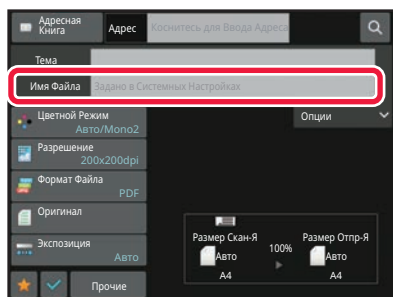 Адресная
Книга
Адрес
Коснитесь для Ввода Адреса
Тема
Имя Файла
Задано в Системных Настройках
Цветной Режим
Авто/Mono2
Опции
Разрешение
200x200dpi
Формат Файла
PDF
Оригинал
Экспозиция
Авто
Размер Скан-Я
100%
Размер Отпр-Я
Авто
Авто
A4
A4
Прочие